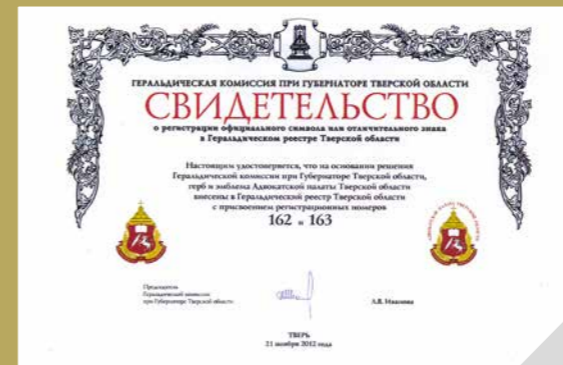 ГЕРАЛЬДИЧЕСКАЯ КОМИССИЯ ПРИ ГУБЕРНАТОРЕ ТВЕРСКОЙ ОБЛАСТИ
СВИДЕТЕЛЬСТВО
о регистрации официального символа или отличительного знака
в Геральдическом реестре Тверской области
Настоящим удостоверяется, что на основании решения
Геральдической комиссии при Губернаторе Тверской области,
герб и эмблема Адвокатской палаты Тверской области
внесены в Геральдический реестр Тверской области
с присвоением регистрационных номеров
162 и 163
Председатель
Геральдической комиссии
при Губернаторе Тверской области
ТВЕРЬ
21 ноября 2012 года